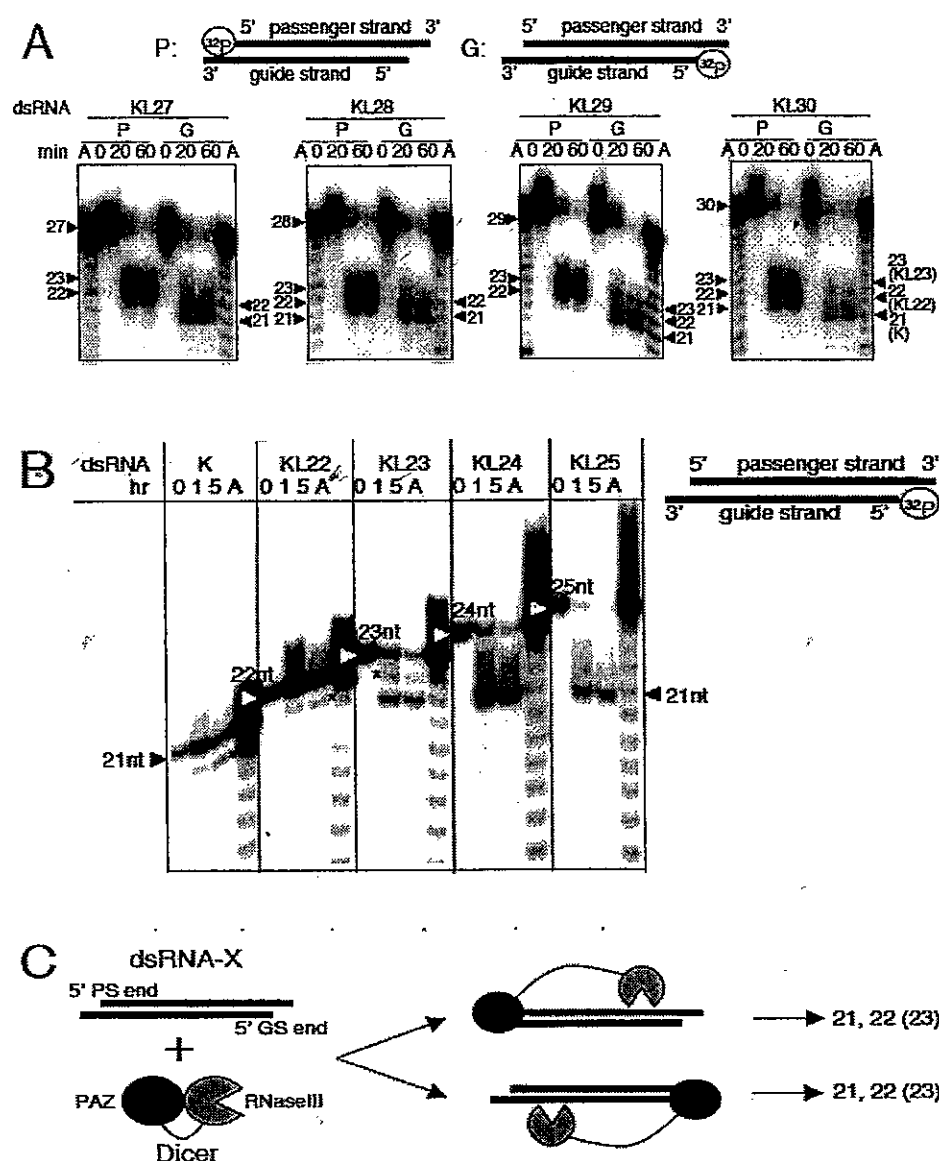 A
P:
32P
5' passenger strand 3'
3' guide strand 5'
G:
5' passenger strand 3'
3' guide strand 5'
32P
dsRNA KL27 KL28 KL29 KL30
P G P G P G P G
min A 0 20 60 0 20 60 A A 0 20 60 0 20 60 A A 0 20 60 0 20 60 A A 0 20 60 0 20 60 A
27
23
22
22
21
28
23
22
21
22
21
29
23
22
23
22
21
30
23
22
21
23
(KL23)
22
(KL22)
21
(K)
B
dsRNA K KL22 KL23 KL24 KL25
hr 0 1 5 A 0 1 5 A 0 1 5 A 0 1 5 A 0 1 5 A
5' passenger strand 3'
3' guide strand 5'
32P
25nt
24nt
23nt
22nt
*
*
21nt
21nt
C
dsRNA-X
5' PS end
5' GS end
+
PAZ
RNaseIII
Dicer
21, 22 (23)
21, 22 (23)